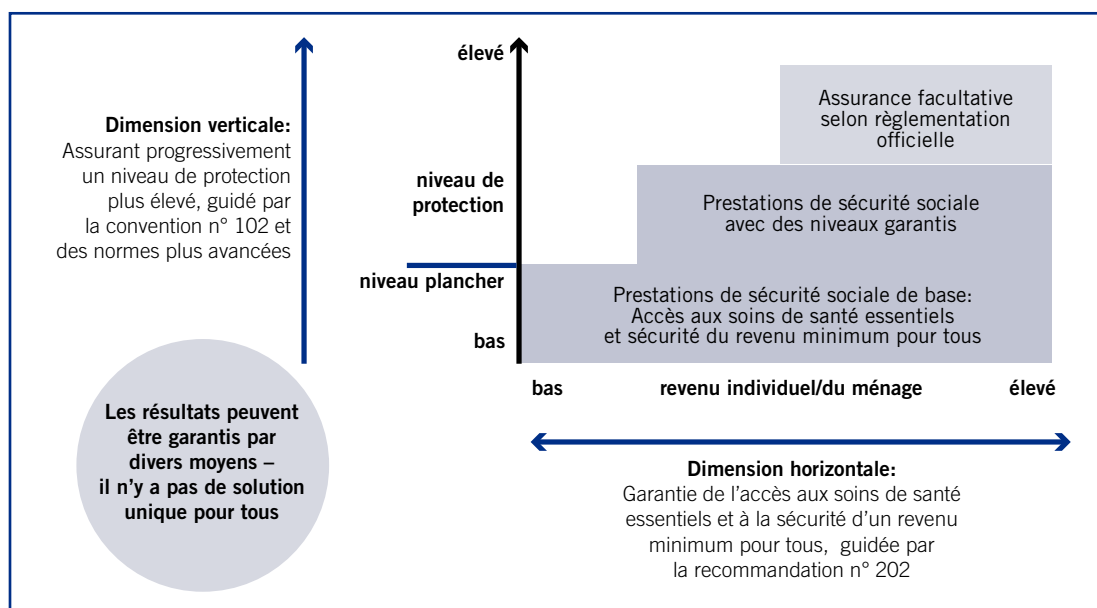 Dimension verticale:
Assurant progressivement
un niveau de protection
plus élevé, guidé par
la convention n° 102 et
des normes plus avancées
Les résultats peuvent
être garantis par
divers moyens –
il n’y a pas de solution
unique pour tous
élevé
niveau de
protection
niveau plancher
bas
Assurance facultative
selon règlementation
officielle
Prestations de sécurité sociale
avec des niveaux garantis
Prestations de sécurité sociale de base:
Accès aux soins de santé essentiels
et sécurité du revenu minimum pour tous
bas revenu individuel/du ménage élevé
Dimension horizontale:
Garantie de l’accès aux soins de santé
essentiels et à la sécurité d’un revenu
minimum pour tous, guidée par
la recommandation n° 202